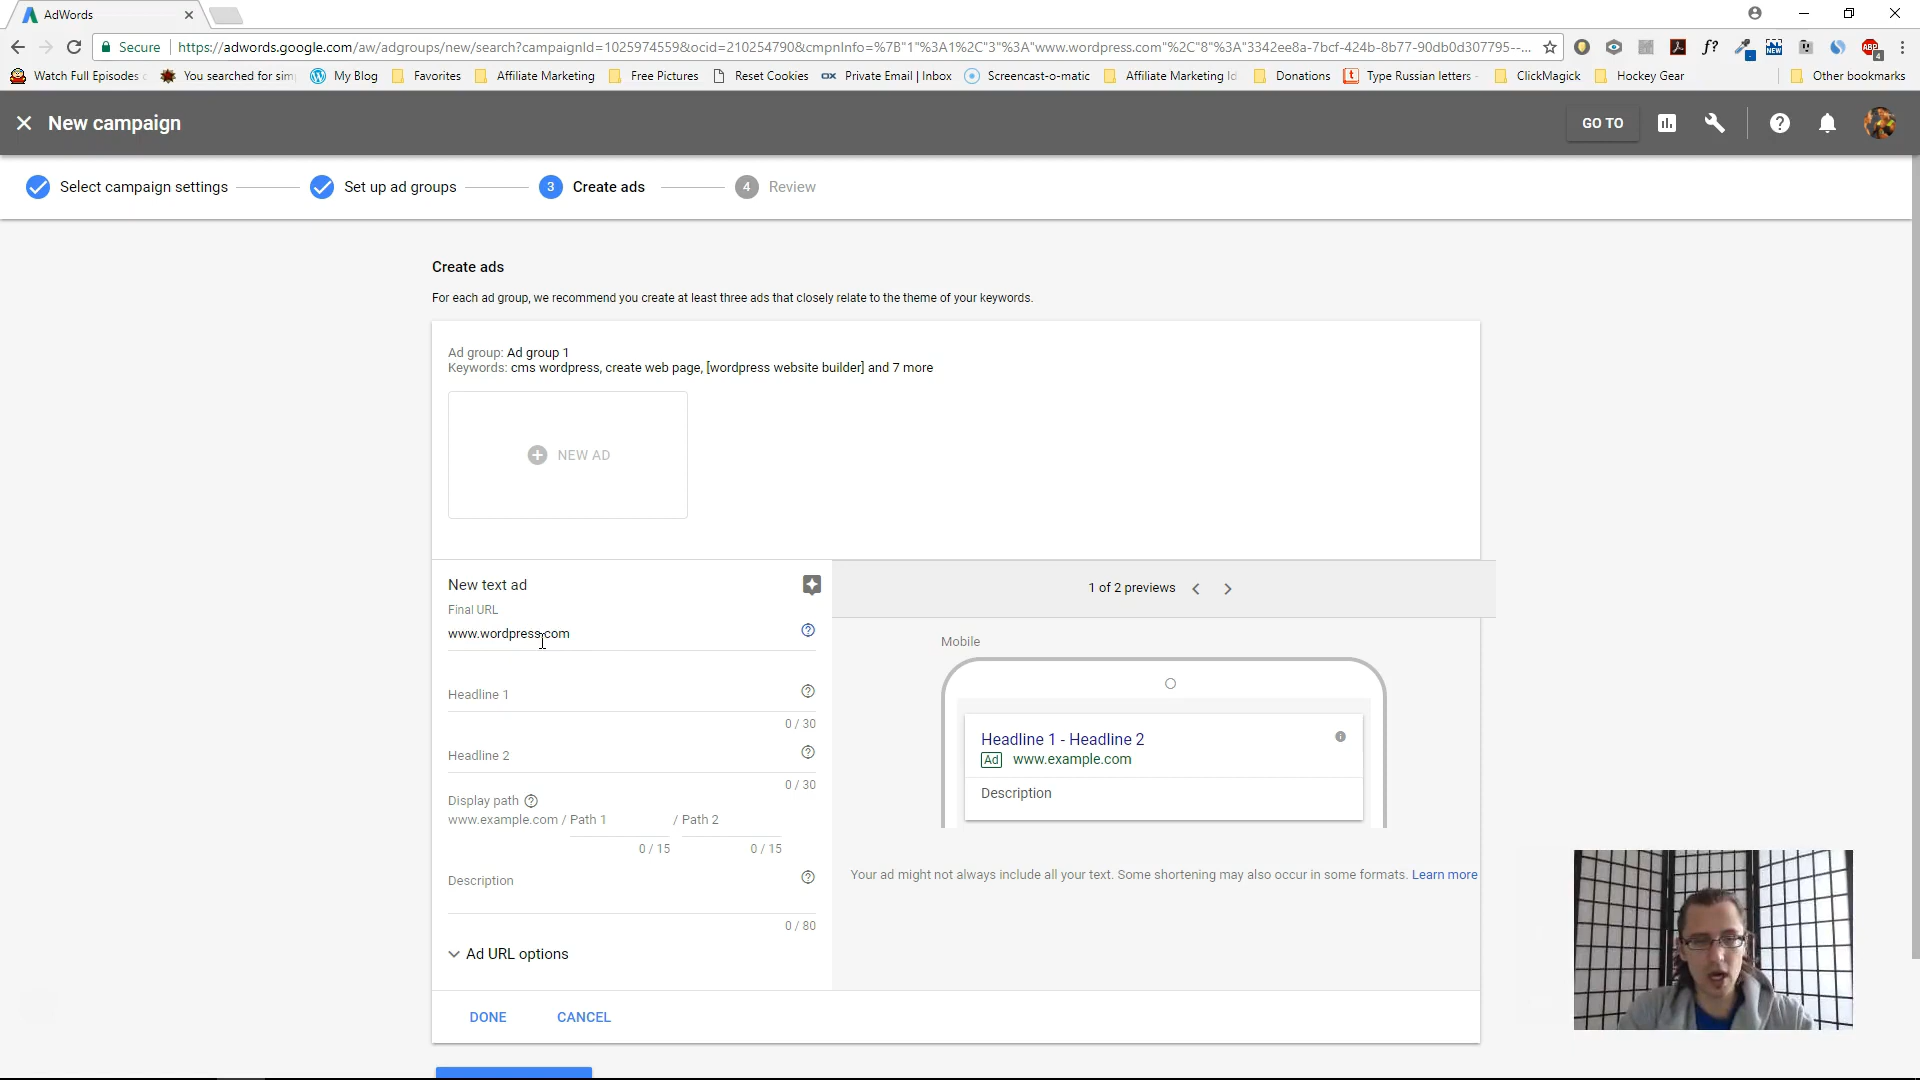 AdWords
Secure https://adwords.google.com/aw/adgroups/new/search?campaignId=1025974559&ocid=210254790&cmpnInfo=%7B"1"%3A1%2C"3"%3A"www.wordpress.com"%2C"8"%3A"3342ee8a-7bcf-424b-8b77-90db0d307795--...
Watch Full Episodes You searched for sim My Blog Favorites Affiliate Marketing Free Pictures Reset Cookies Private Email | Inbox Screencast-o-matic Affiliate Marketing Id Donations Type Russian letters - ClickMagick Hockey Gear Other bookmarks
New campaign GO TO
Select campaign settings Set up ad groups 3 Create ads 4 Review
Create ads
For each ad group, we recommend you create at least three ads that closely relate to the theme of your keywords.
Ad group: Ad group 1
Keywords: cms wordpress, create web page, [wordpress website builder] and 7 more
NEW AD
New text ad
Final URL
www.wordpress.com
Headline 1
0 / 30
Headline 2
0 / 30
Display path
www.example.com / Path 1 / Path 2
0 / 15 0 / 15
Description
0 / 80
Ad URL options
DONE CANCEL
1 of 2 previews
Mobile
Headline 1 - Headline 2
Ad www.example.com
Description
Your ad might not always include all your text. Some shortening may also occur in some formats. Learn more